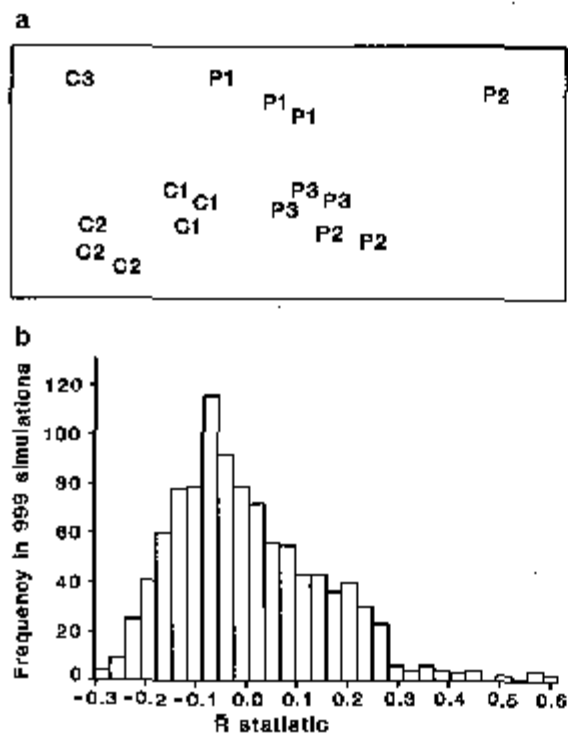 a
C3 P1 P2
P1
P1
C1 P3
C1 P3
P3
C2 C1
P2 P2
C2
C2
b
Frequency in 999 simulations
120
100
80
60
40
20
0
-0.3 -0.2 -0.1 0.0 0.1 0.2 0.3 0.4 0.5 0.6
R̄ statistic